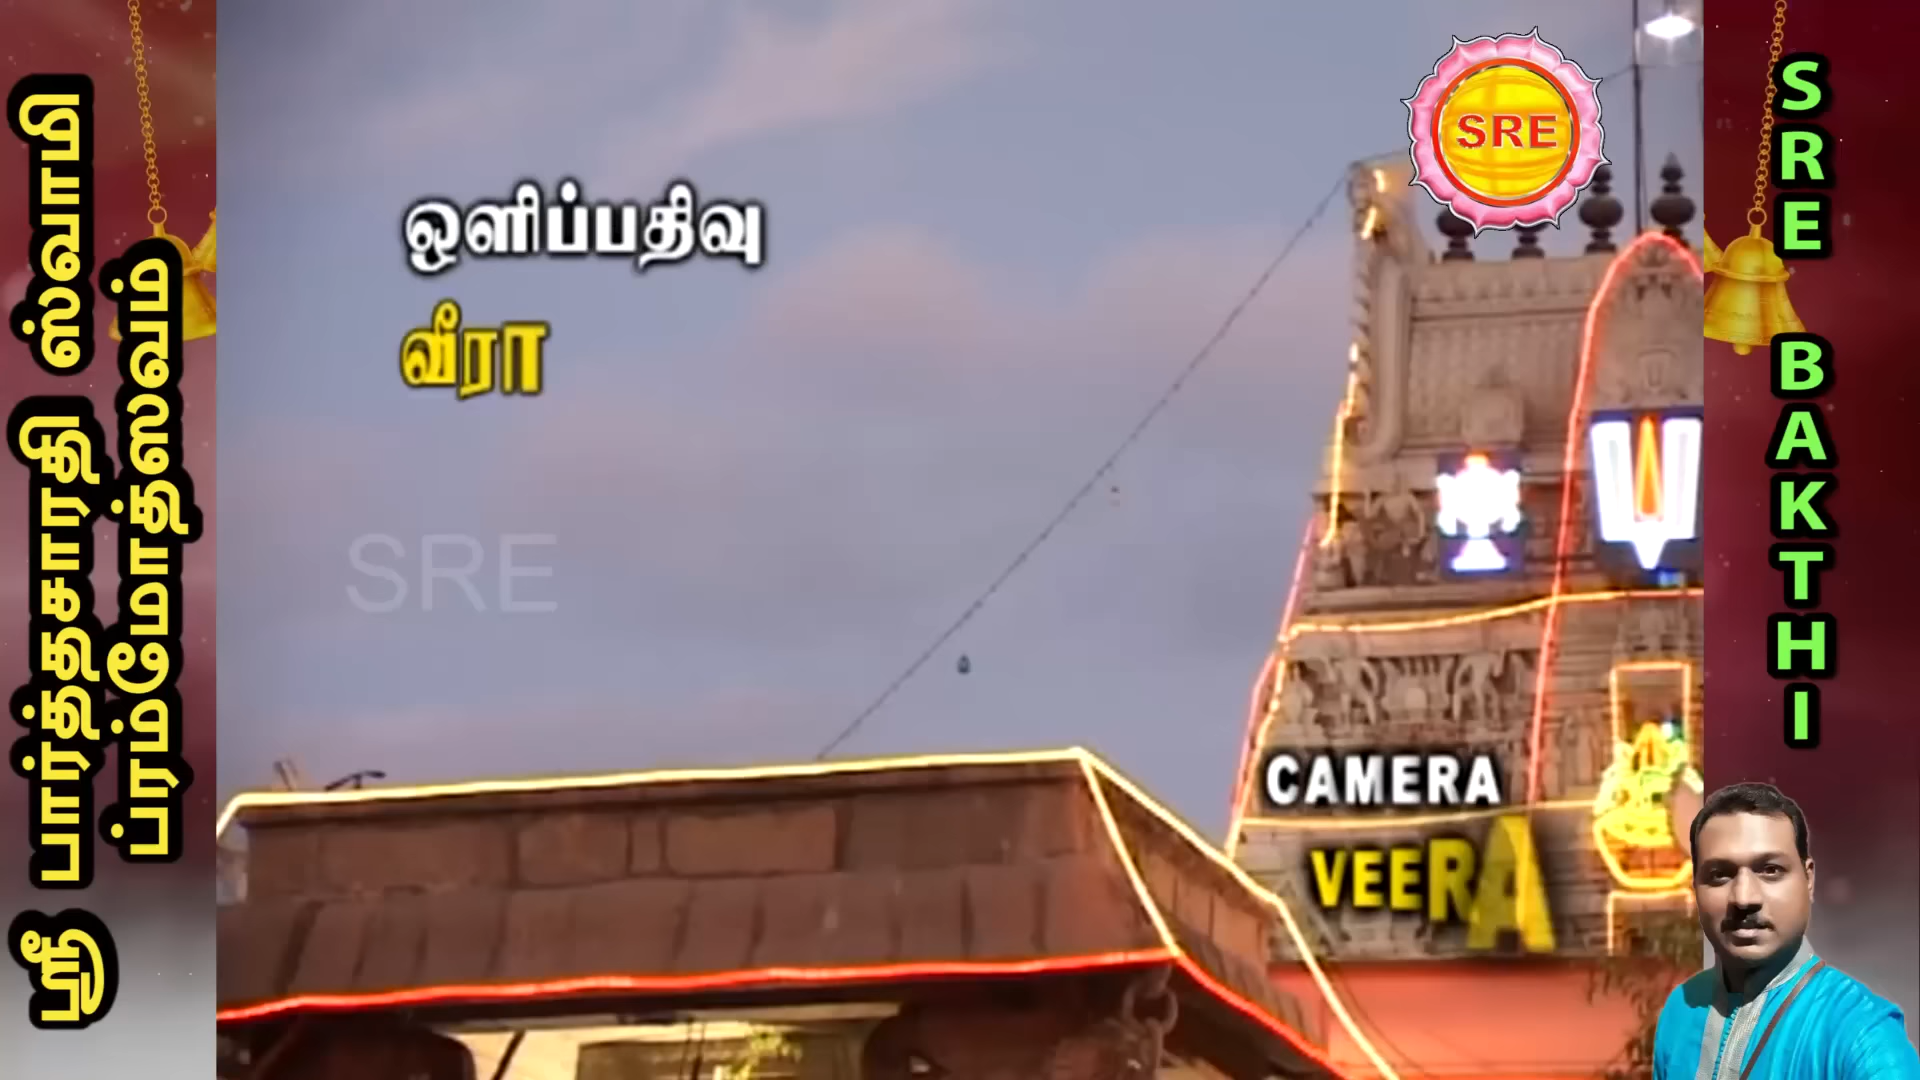 ஸ்ரீ பார்த்தசாரதி ஸ்வாமி
ப்ரம்மோத்ஸவம்
ஒளிப்பதிவு
வீரா
SRE
SRE
CAMERA
VEERA
SRE BAKTHI